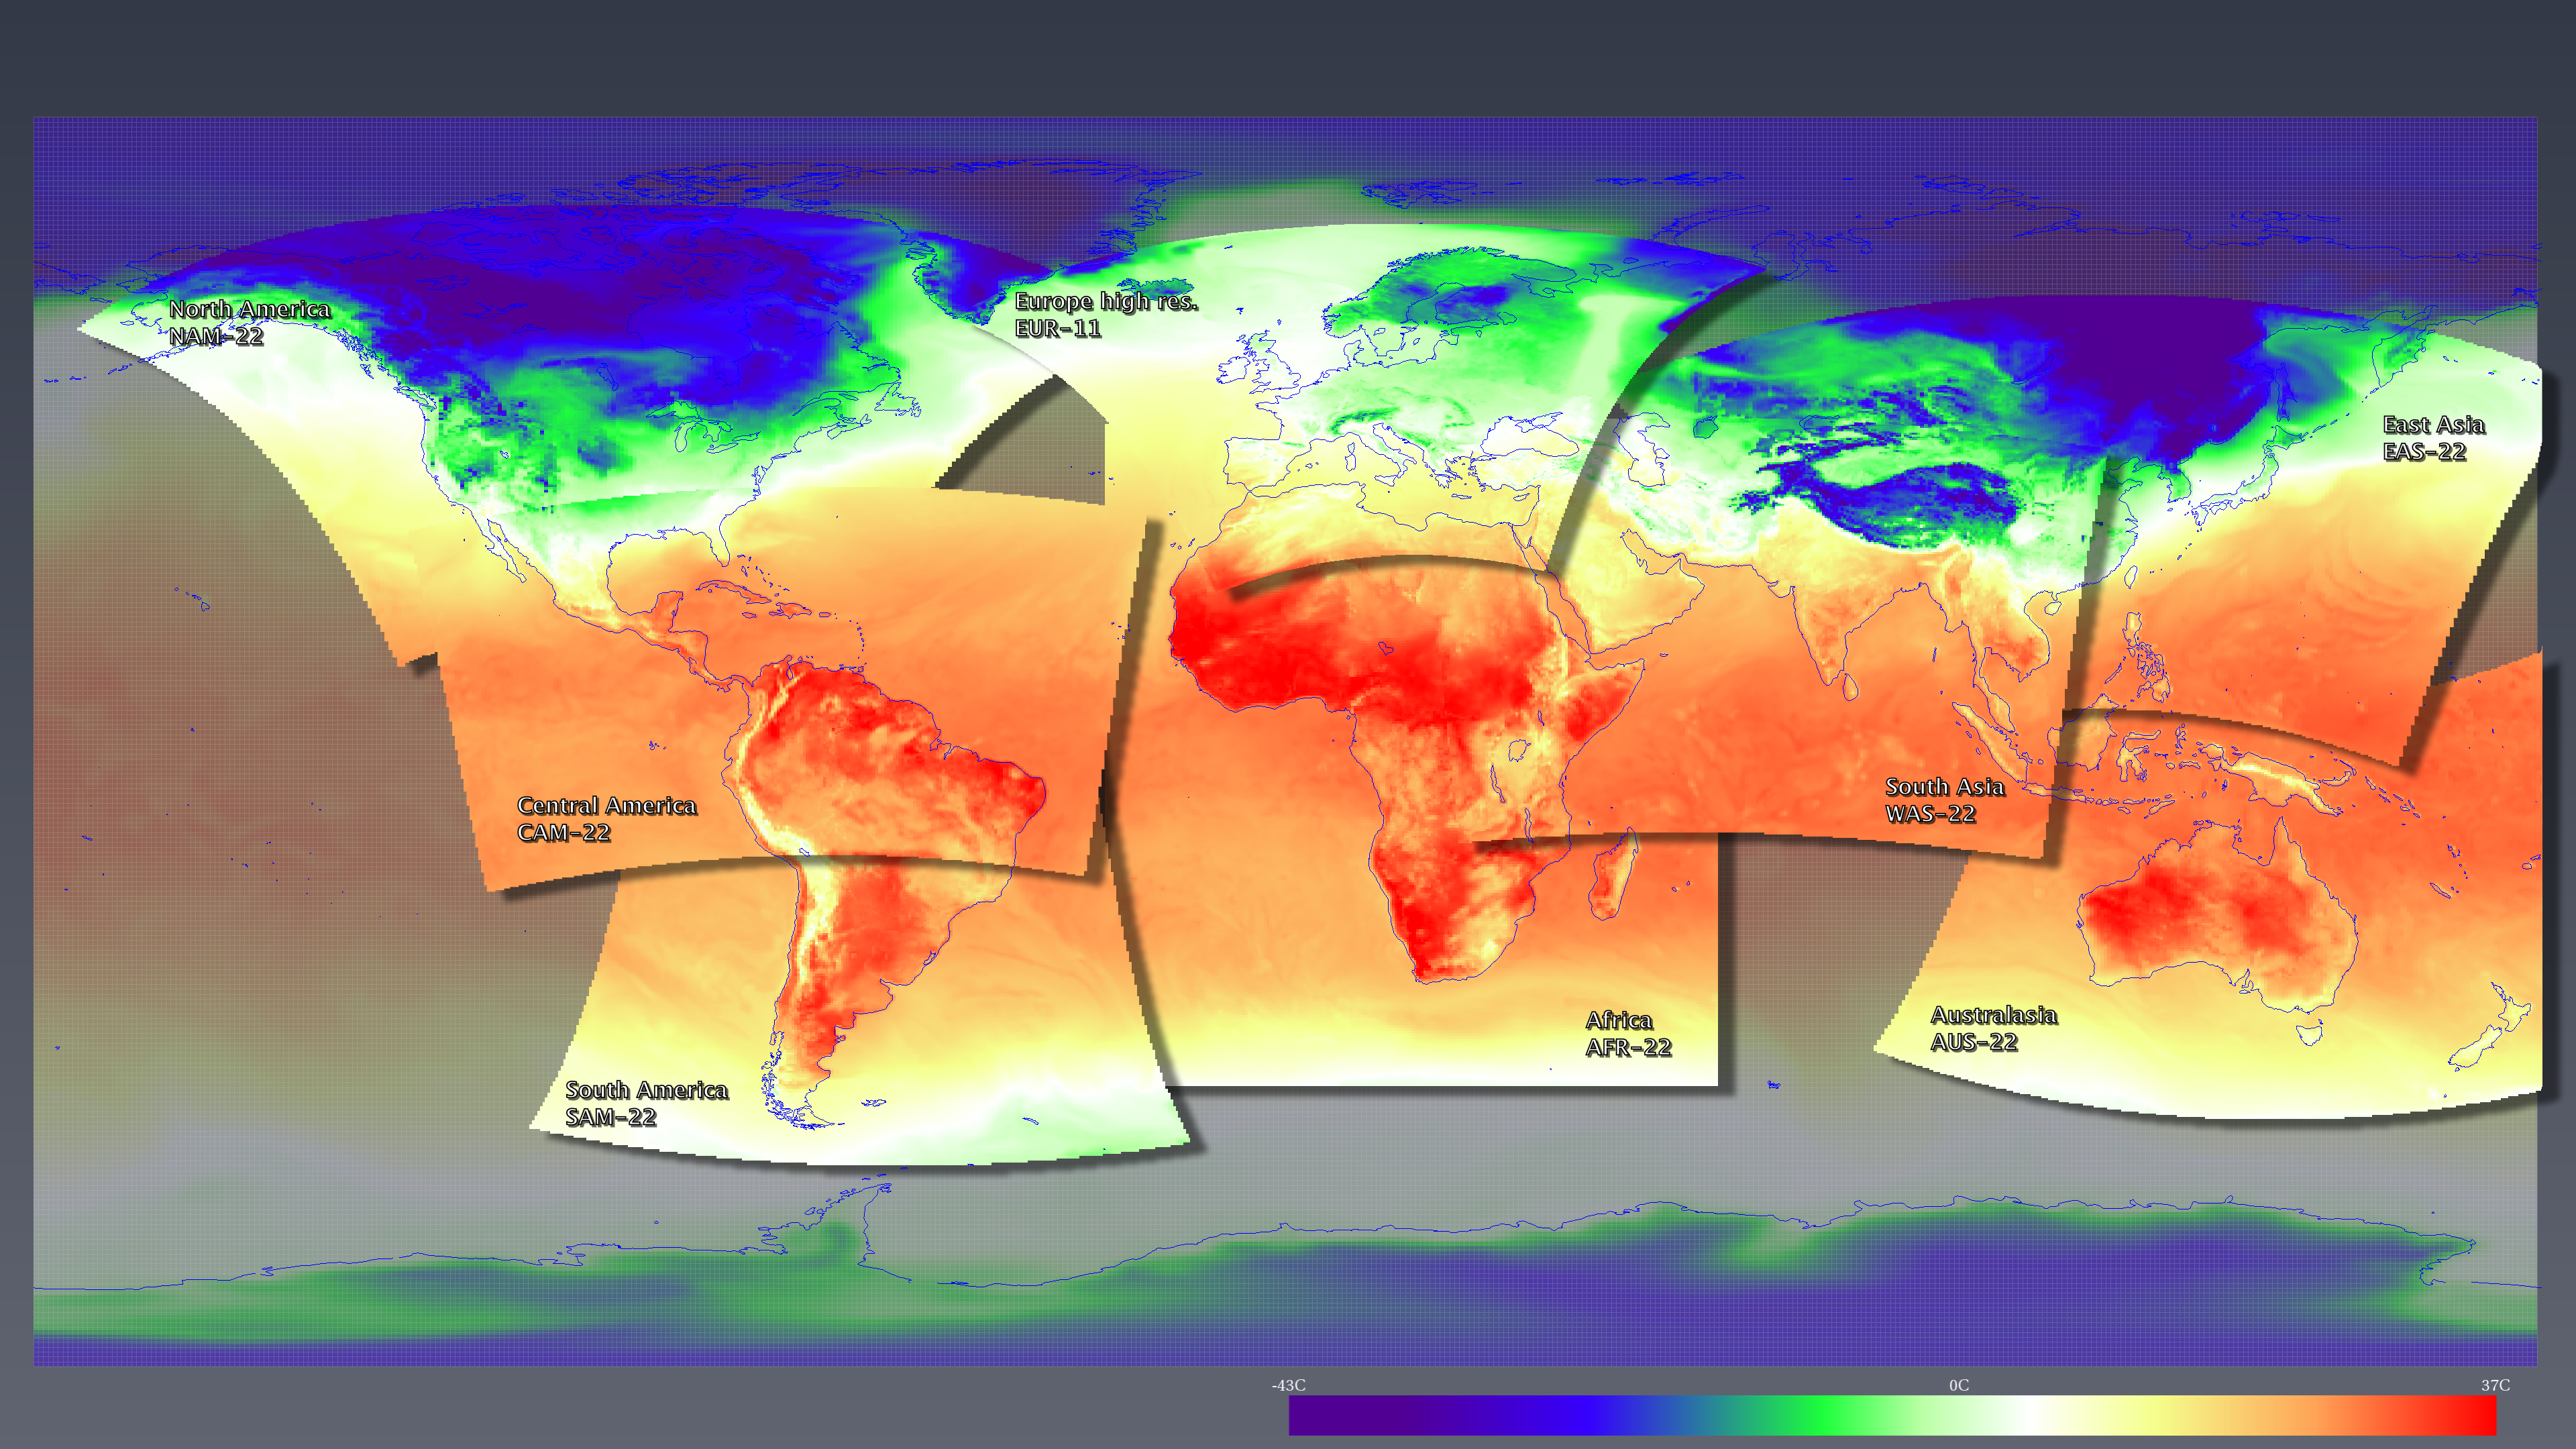 North America
NAM-22
Europe high res.
EUR-11
East Asia
EAS-22
Central America
CAM-22
South Asia
WAS-22
South America
SAM-22
Africa
AFR-22
Australasia
AUS-22
-43C
0C
37C